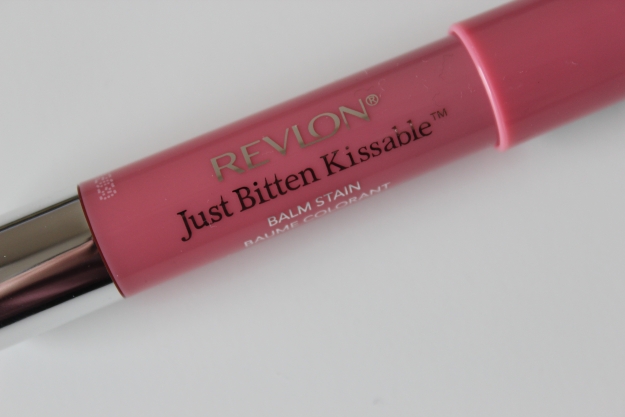 REVLON®
Just Bitten Kissable™
BALM STAIN
BAUME COLORANT